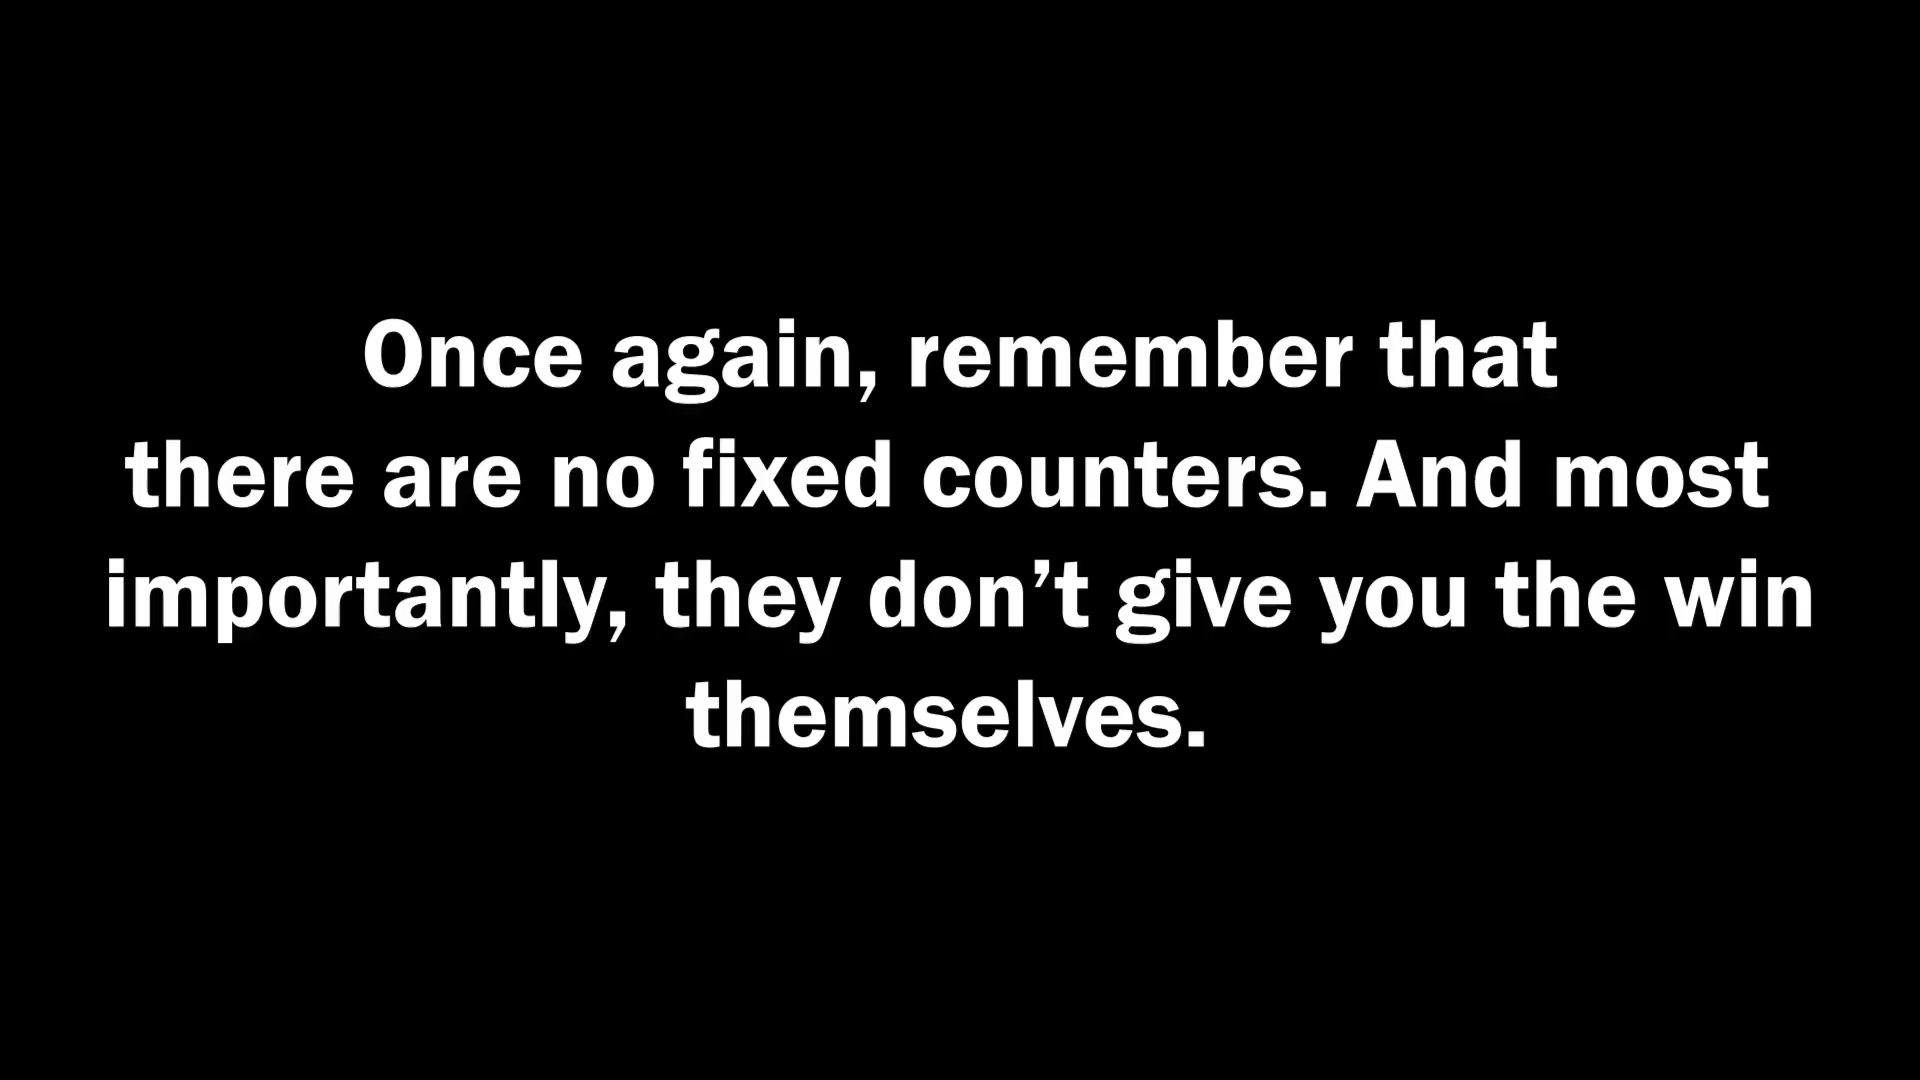 Once again, remember that
there are no fixed counters. And most
importantly, they don’t give you the win
themselves.